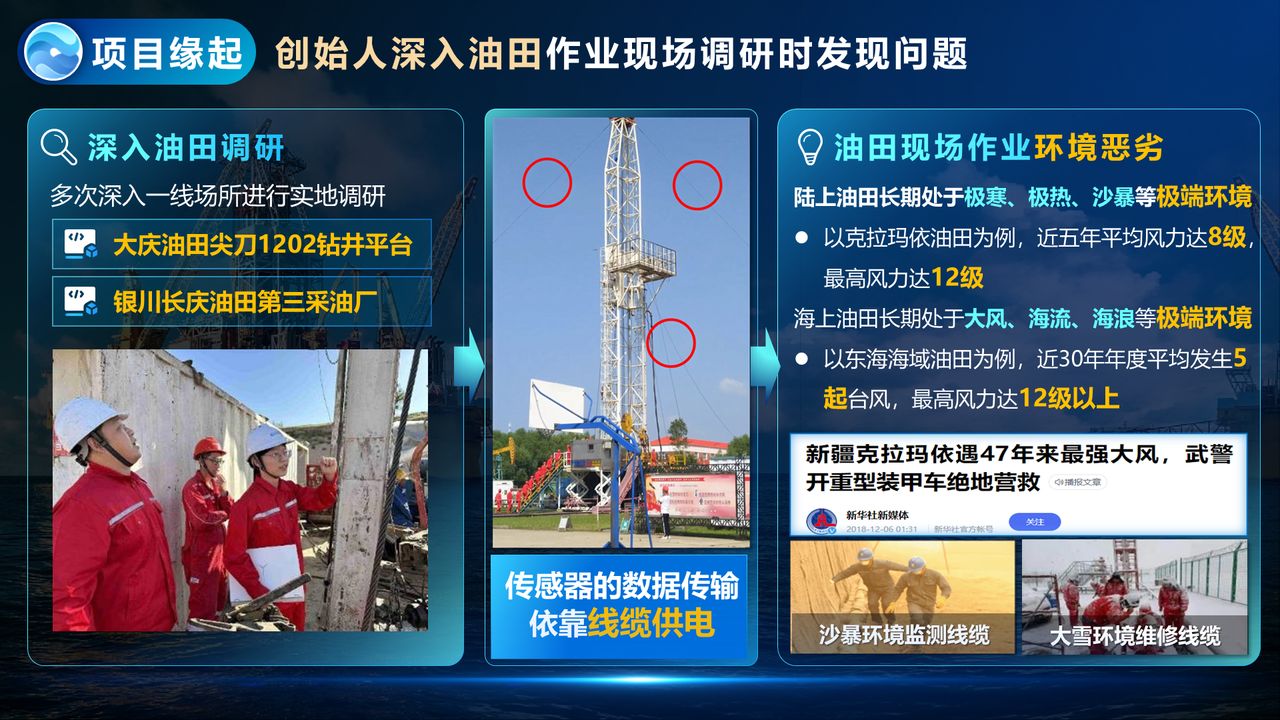 项目缘起
创始人深入油田作业现场调研时发现问题
深入油田调研
多次深入一线场所进行实地调研
大庆油田尖刀1202钻井平台
银川长庆油田第三采油厂
传感器的数据传输
依靠线缆供电
油田现场作业环境恶劣
陆上油田长期处于极寒、极热、沙暴等极端环境
● 以克拉玛依油田为例，近五年平均风力达8级，
最高风力达12级
海上油田长期处于大风、海流、海浪等极端环境
● 以东海海域油田为例，近30年年度平均发生5
起台风，最高风力达12级以上
新疆克拉玛依遇47年来最强大风，武警
开重型装甲车绝地营救 播报文章
新华社新媒体
2018-12-06 01:31 新华社官方帐号
关注
沙暴环境监测线缆
大雪环境维修线缆